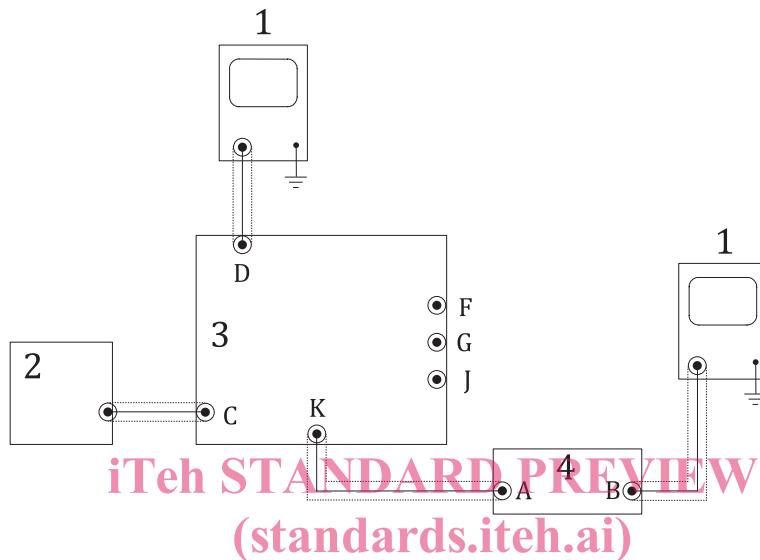 1
1
D
F
3
G
2
J
C
K
4
A
B
iTeh STANDARD PREVIEW
(standards.iteh.ai)